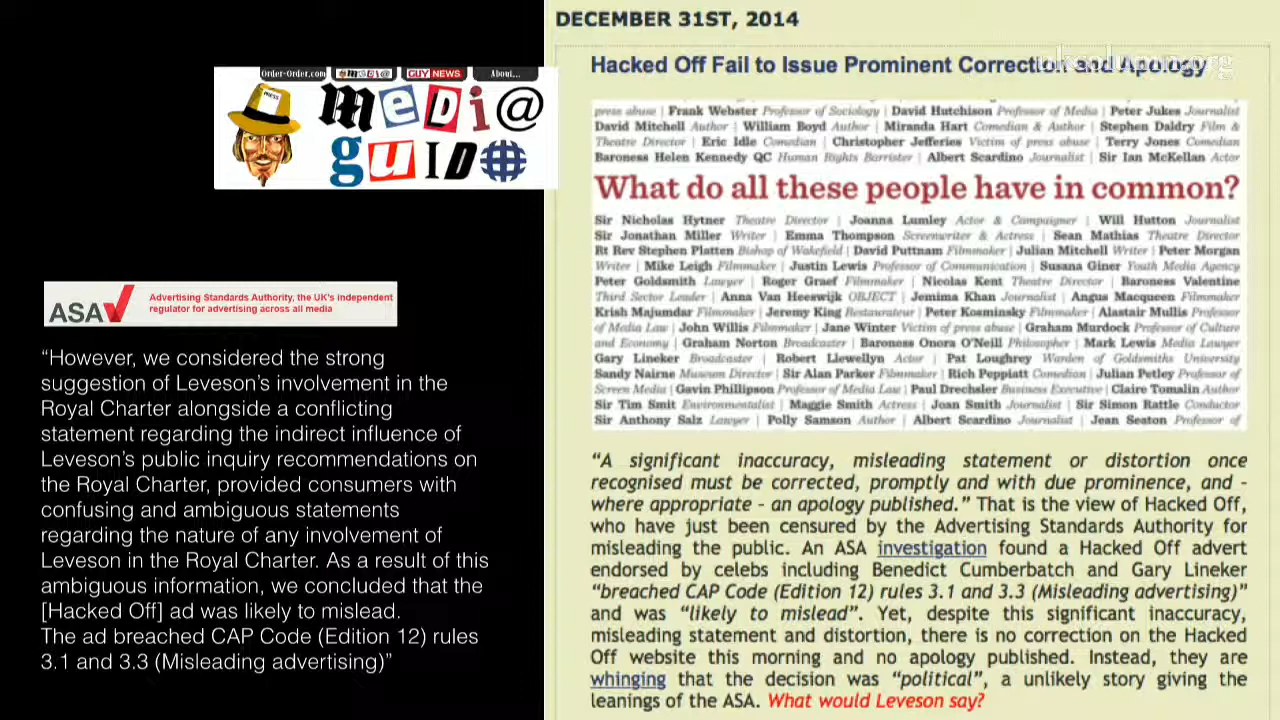 Order-Order.com MEDI@ GUY NEWS About...
PRESS
MEDI@
guIDO
ASA
Advertising Standards Authority, the UK's independent
regulator for advertising across all media
“However, we considered the strong
suggestion of Leveson’s involvement in the
Royal Charter alongside a conflicting
statement regarding the indirect influence of
Leveson’s public inquiry recommendations on
the Royal Charter, provided consumers with
confusing and ambiguous statements
regarding the nature of any involvement of
Leveson in the Royal Charter. As a result of this
ambiguous information, we concluded that the
[Hacked Off] ad was likely to mislead.
The ad breached CAP Code (Edition 12) rules
3.1 and 3.3 (Misleading advertising)”
DECEMBER 31ST, 2014
ukcolumn.org
Hacked Off Fail to Issue Prominent Correction and Apology
press abuse | Frank Webster Professor of Sociology | David Hutchison Professor of Media | Peter Jukes Journalist
David Mitchell Author | William Boyd Author | Miranda Hart Comedian & Author | Stephen Daldry Film &
Theatre Director | Eric Idle Comedian | Christopher Jefferies Victim of press abuse | Terry Jones Comedian
Baroness Helen Kennedy QC Human Rights Barrister | Albert Scardino Journalist | Sir Ian McKellan Actor
What do all these people have in common?
Sir Nicholas Hytner Theatre Director | Joanna Lumley Actor & Campaigner | Will Hutton Journalist
Sir Jonathan Miller Writer | Emma Thompson Screenwriter & Actress | Sean Mathias Theatre Director
Rt Rev Stephen Platten Bishop of Wakefield | David Puttnam Filmmaker | Julian Mitchell Writer | Peter Morgan
Writer | Mike Leigh Filmmaker | Justin Lewis Professor of Communication | Susana Giner Youth Media Agency
Peter Goldsmith Lawyer | Roger Graef Filmmaker | Nicolas Kent Theatre Director | Baroness Valentine
Third Sector Leader | Anna Van Heeswijk OBJECT | Jemima Khan Journalist | Angus Macqueen Filmmaker
Krish Majumdar Filmmaker | Jeremy King Restaurateur | Peter Kosminsky Filmmaker | Alastair Mullis Professor
of Media Law | John Willis Filmmaker | Jane Winter Victim of press abuse | Graham Murdock Professor of Culture
and Economy | Graham Norton Broadcaster | Baroness Onora O'Neill Philosopher | Mark Lewis Media Lawyer
Gary Lineker Broadcaster | Robert Llewellyn Actor | Pat Loughrey Warden of Goldsmiths University
Sandy Nairne Museum Director | Sir Alan Parker Filmmaker | Rich Peppiatt Comedian | Julian Petley Professor of
Screen Media | Gavin Phillipson Professor of Media Law | Paul Drechsler Business Executive | Claire Tomalin Author
Sir Tim Smit Environmentalist | Maggie Smith Actress | Joan Smith Journalist | Sir Simon Rattle Conductor
Sir Anthony Salz Lawyer | Polly Samson Author | Albert Scardino Journalist | Jean Seaton Professor of
“A significant inaccuracy, misleading statement or distortion once
recognised must be corrected, promptly and with due prominence, and -
where appropriate - an apology published.” That is the view of Hacked Off,
who have just been censured by the Advertising Standards Authority for
misleading the public. An ASA investigation found a Hacked Off advert
endorsed by celebs including Benedict Cumberbatch and Gary Lineker
“breached CAP Code (Edition 12) rules 3.1 and 3.3 (Misleading advertising)”
and was “likely to mislead”. Yet, despite this significant inaccuracy,
misleading statement and distortion, there is no correction on the Hacked
Off website this morning and no apology published. Instead, they are
whinging that the decision was “political”, a unlikely story giving the
leanings of the ASA. What would Leveson say?